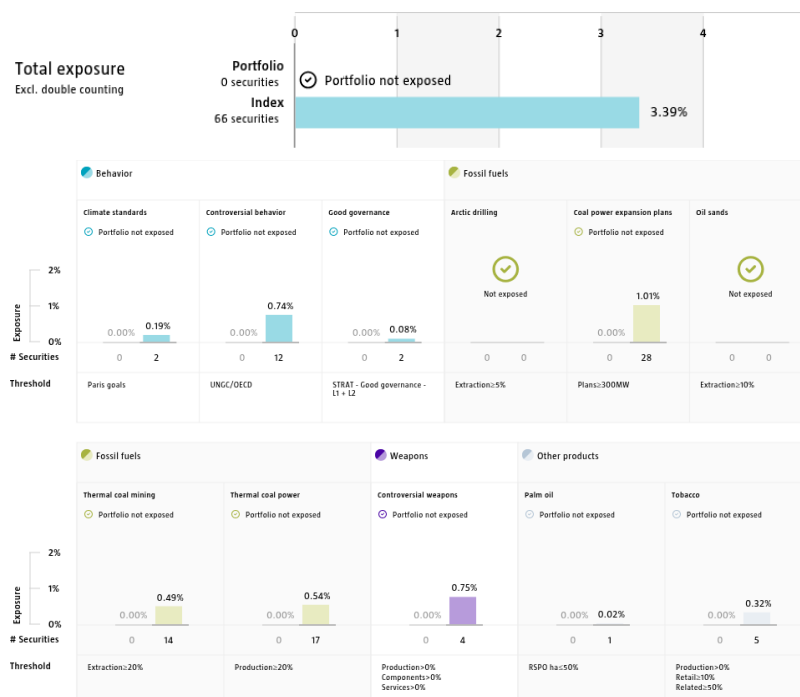 0 1 2 3 4
Total exposure
Excl. double counting
Portfolio
0 securities
Portfolio not exposed
Index
66 securities
3.39%
Behavior
Fossil fuels
Climate standards
Controversial behavior
Good governance
Arctic drilling
Coal power expansion plans
Oil sands
Portfolio not exposed
Portfolio not exposed
Portfolio not exposed
Portfolio not exposed
Exposure
2%
1%
0%
Not exposed
Not exposed
0.00% 0.19%
0.00% 0.74%
0.00% 0.08%
0.00% 1.01%
# Securities
0 2
0 12
0 2
0 0
0 28
0 0
Threshold
Paris goals
UNGC/OECD
STRAT - Good governance -
L1 + L2
Extraction≥5%
Plans≥300MW
Extraction≥10%
Fossil fuels
Weapons
Other products
Thermal coal mining
Thermal coal power
Controversial weapons
Palm oil
Tobacco
Portfolio not exposed
Portfolio not exposed
Portfolio not exposed
Portfolio not exposed
Portfolio not exposed
Exposure
2%
1%
0%
0.00% 0.49%
0.00% 0.54%
0.00% 0.75%
0.00% 0.02%
0.00% 0.32%
# Securities
0 14
0 17
0 4
0 1
0 5
Threshold
Extraction≥20%
Production≥20%
Production>0%
Components>0%
Services>0%
RSPO ha≤50%
Production>0%
Retail≥10%
Related≥50%